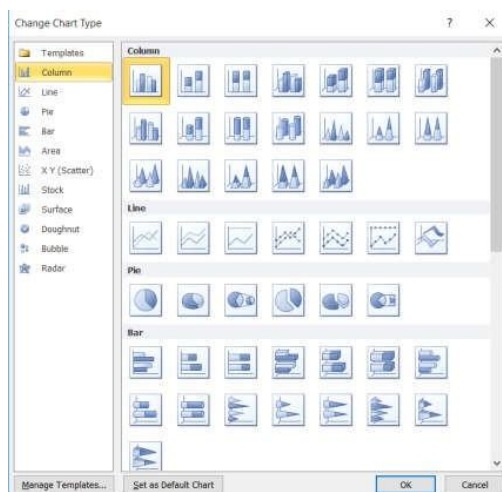 Change Chart Type
?
Templates
Column
Line
Pie
Bar
Area
X Y (Scatter)
Stock
Surface
Doughnut
Bubble
Radar
Column
Line
Pie
Bar
Manage Templates...
Set as Default Chart
OK
Cancel